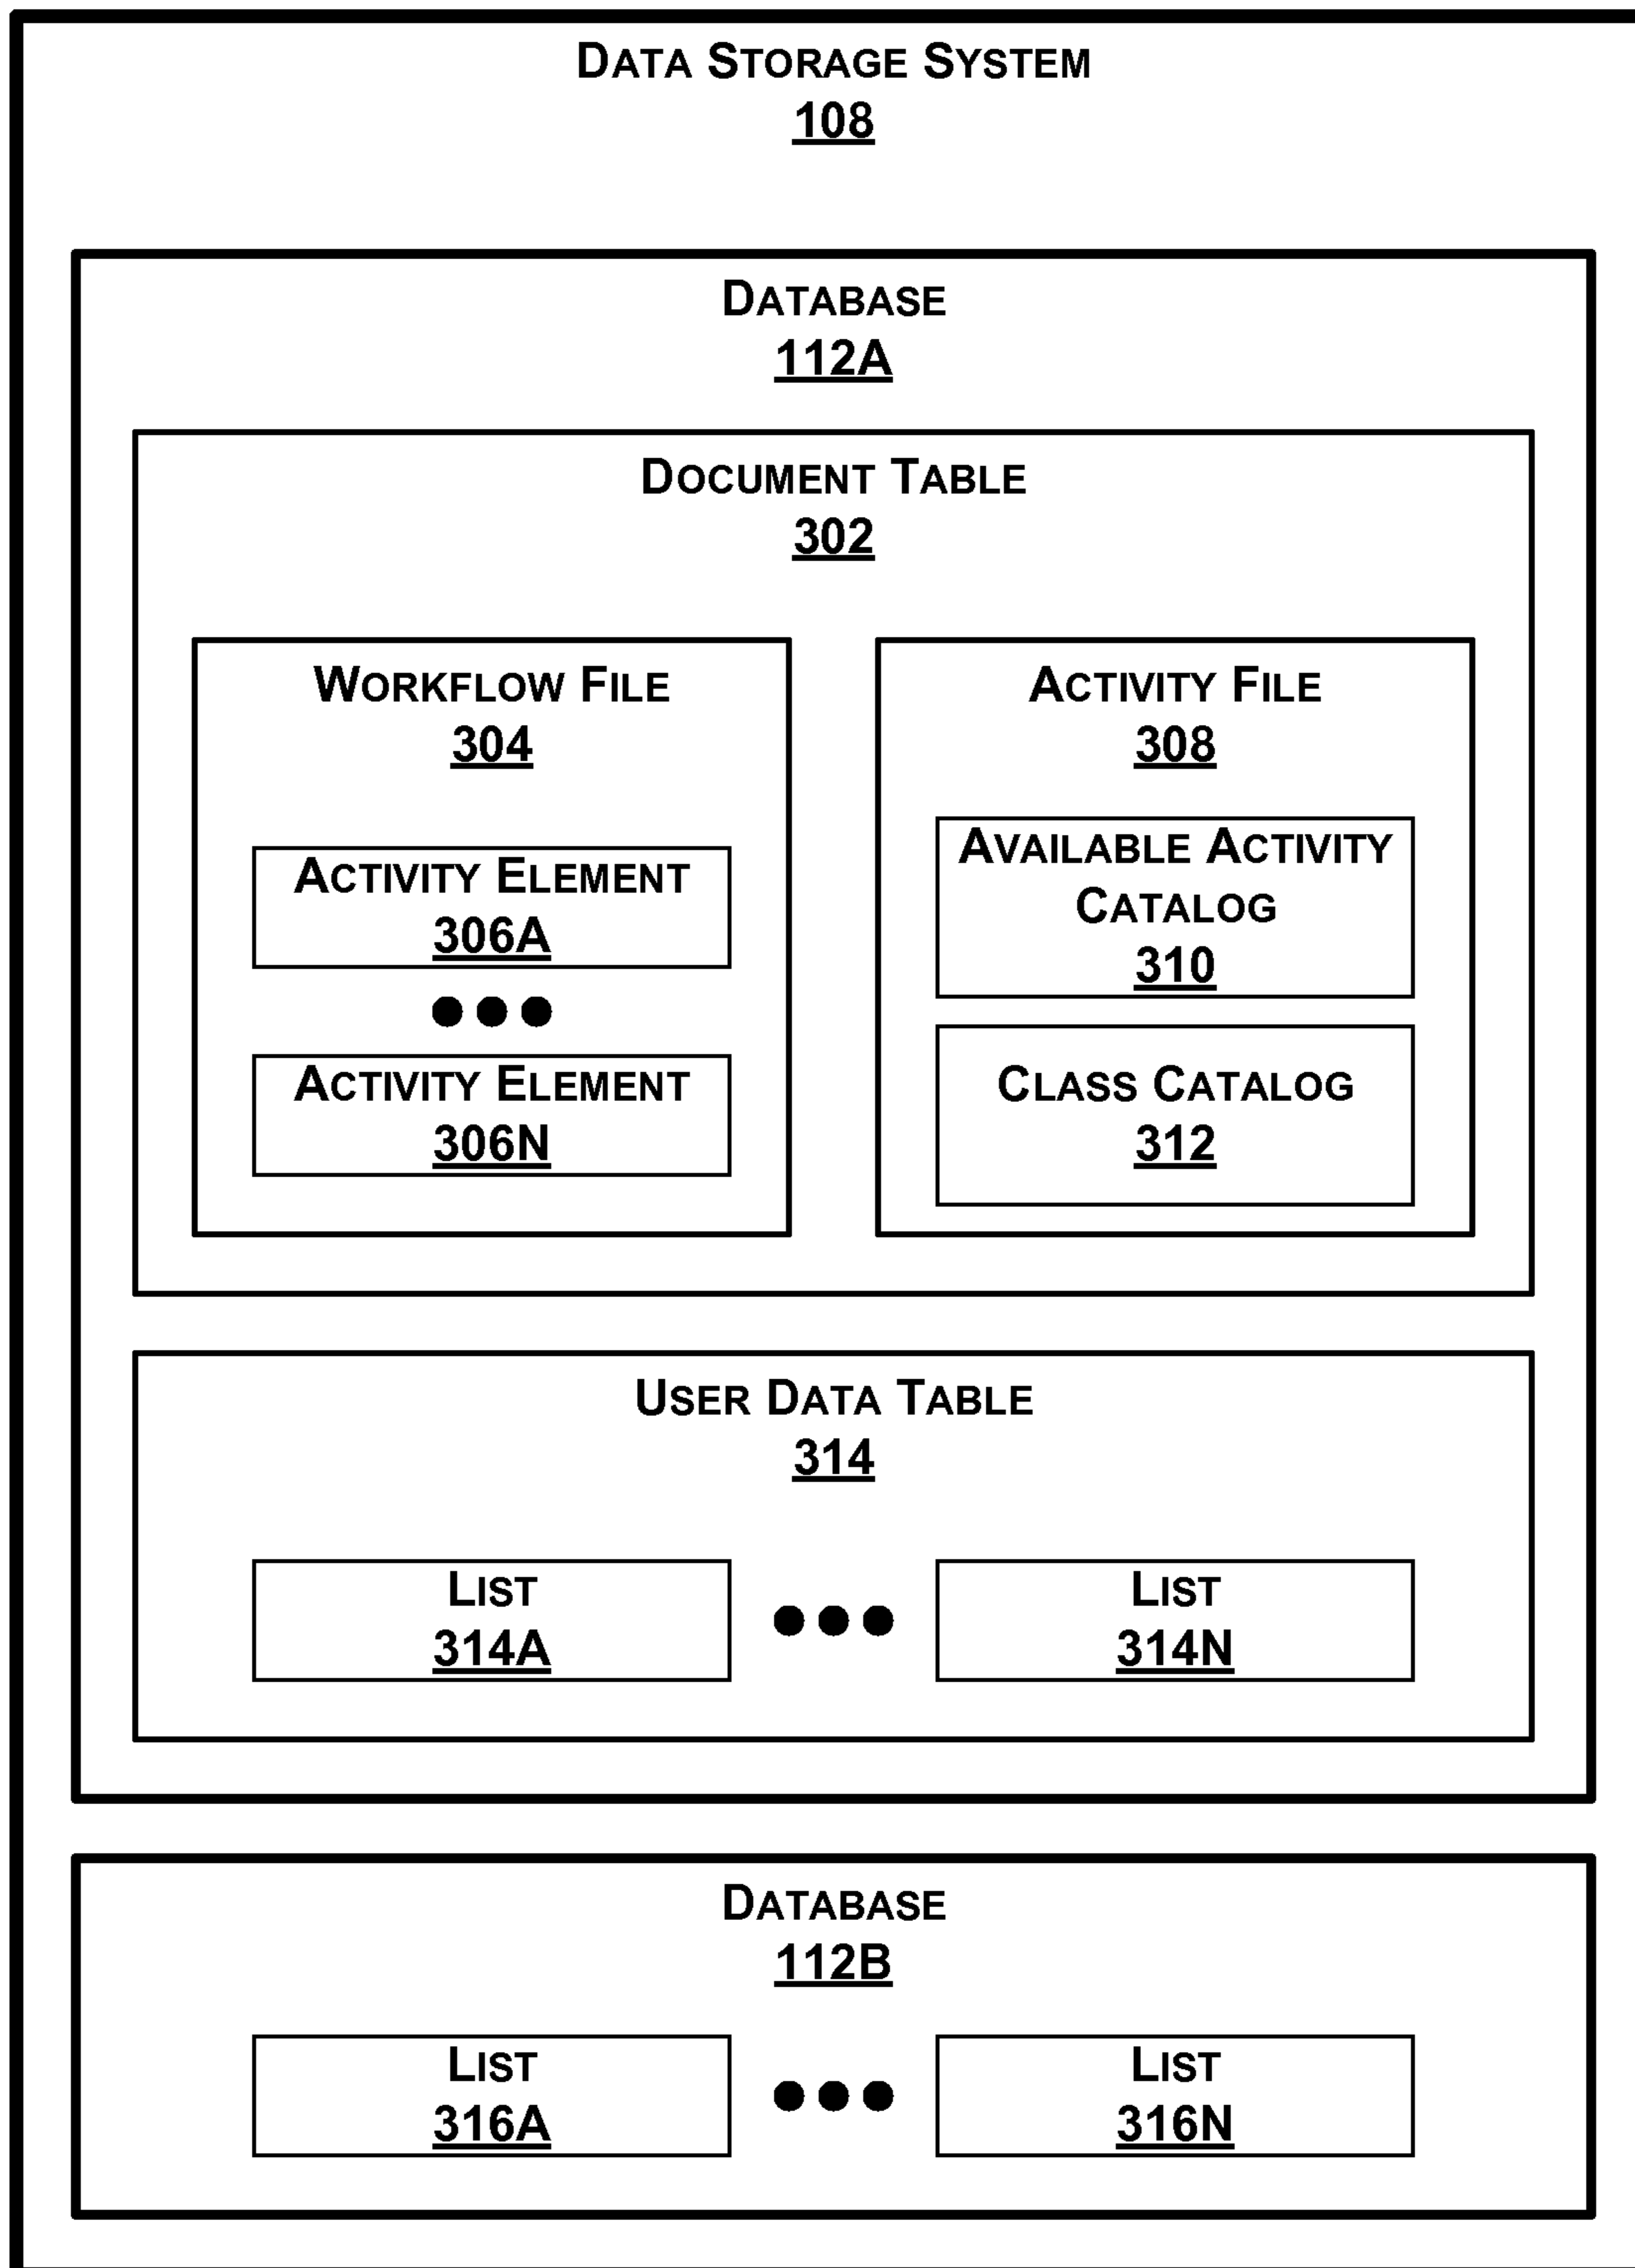 DATA STORAGE SYSTEM
108
DATABASE
112A
DOCUMENT TABLE
302
WORKFLOW FILE
304
ACTIVITY ELEMENT
306A
ACTIVITY ELEMENT
306N
ACTIVITY FILE
308
AVAILABLE ACTIVITY
CATALOG
310
CLASS CATALOG
312
USER DATA TABLE
314
LIST
314A
LIST
314N
DATABASE
112B
LIST
316A
LIST
316N